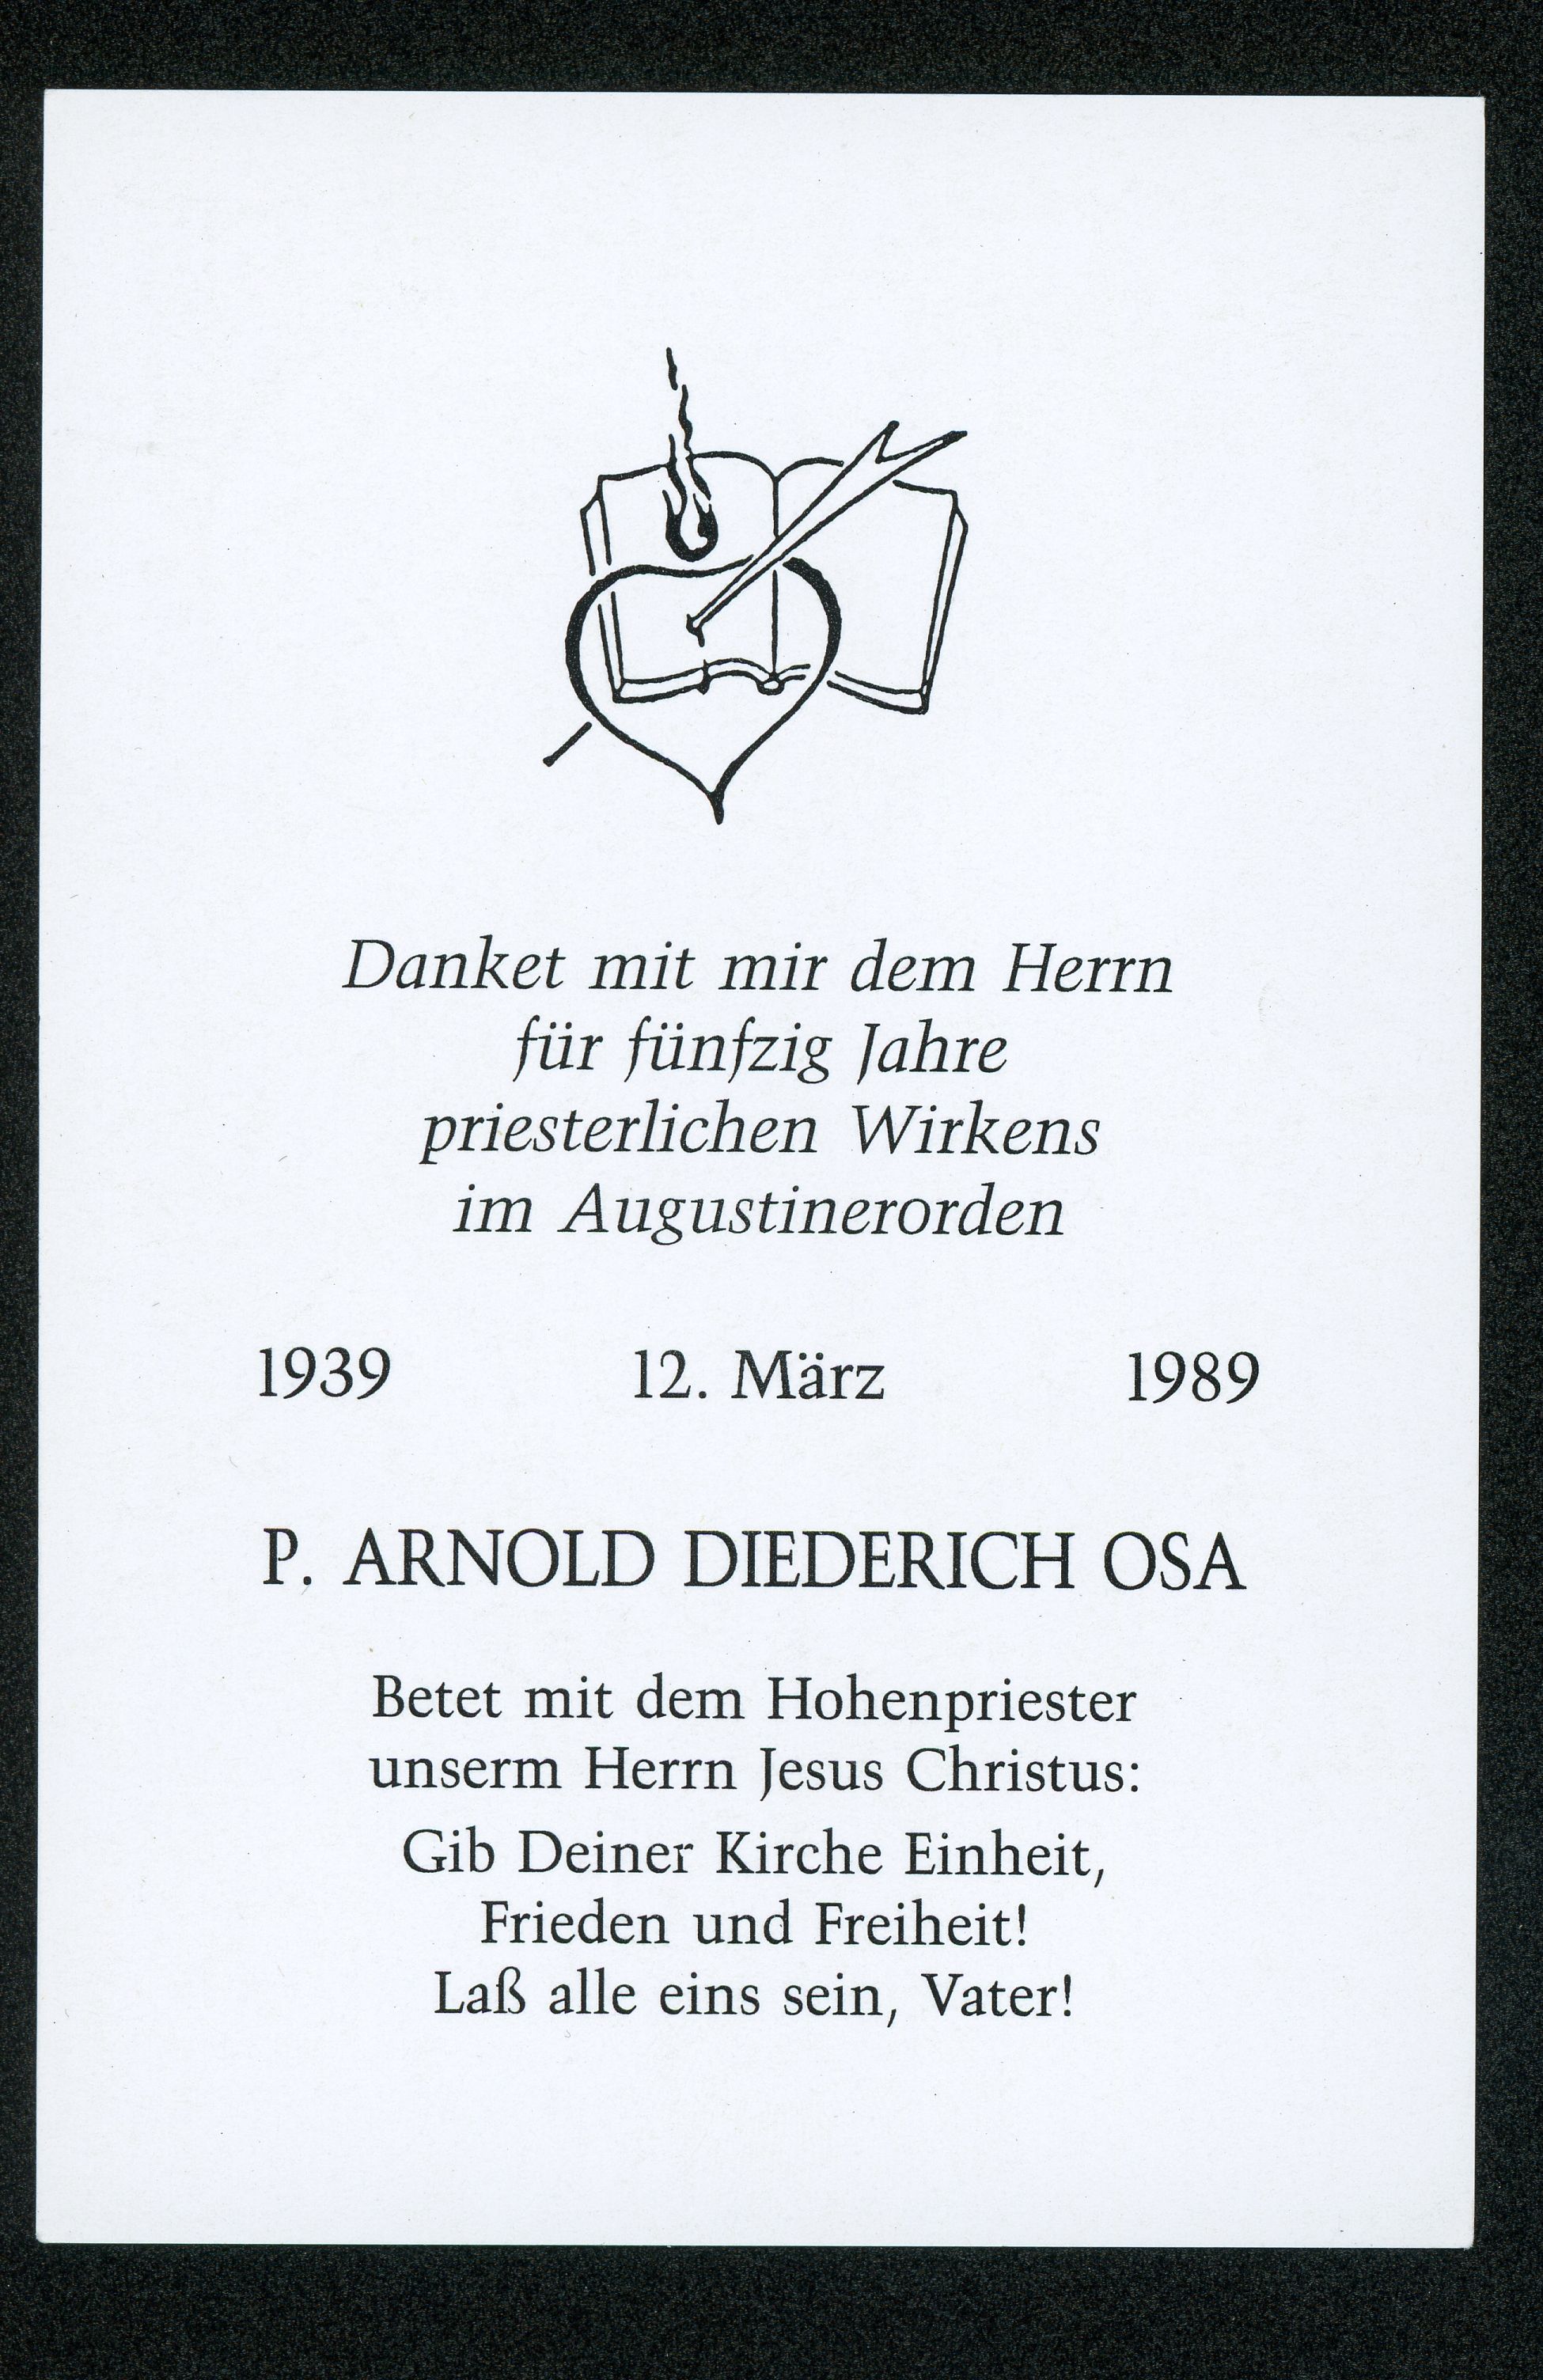 Danket mit mir dem Herrn
für fünfzig Jahre
priesterlichen Wirkens
im Augustinerorden
1939 12. März 1989
P. ARNOLD DIEDERICH OSA
Betet mit dem Hohenpriester
unserm Herrn Jesus Christus:
Gib Deiner Kirche Einheit,
Frieden und Freiheit!
Laß alle eins sein, Vater!